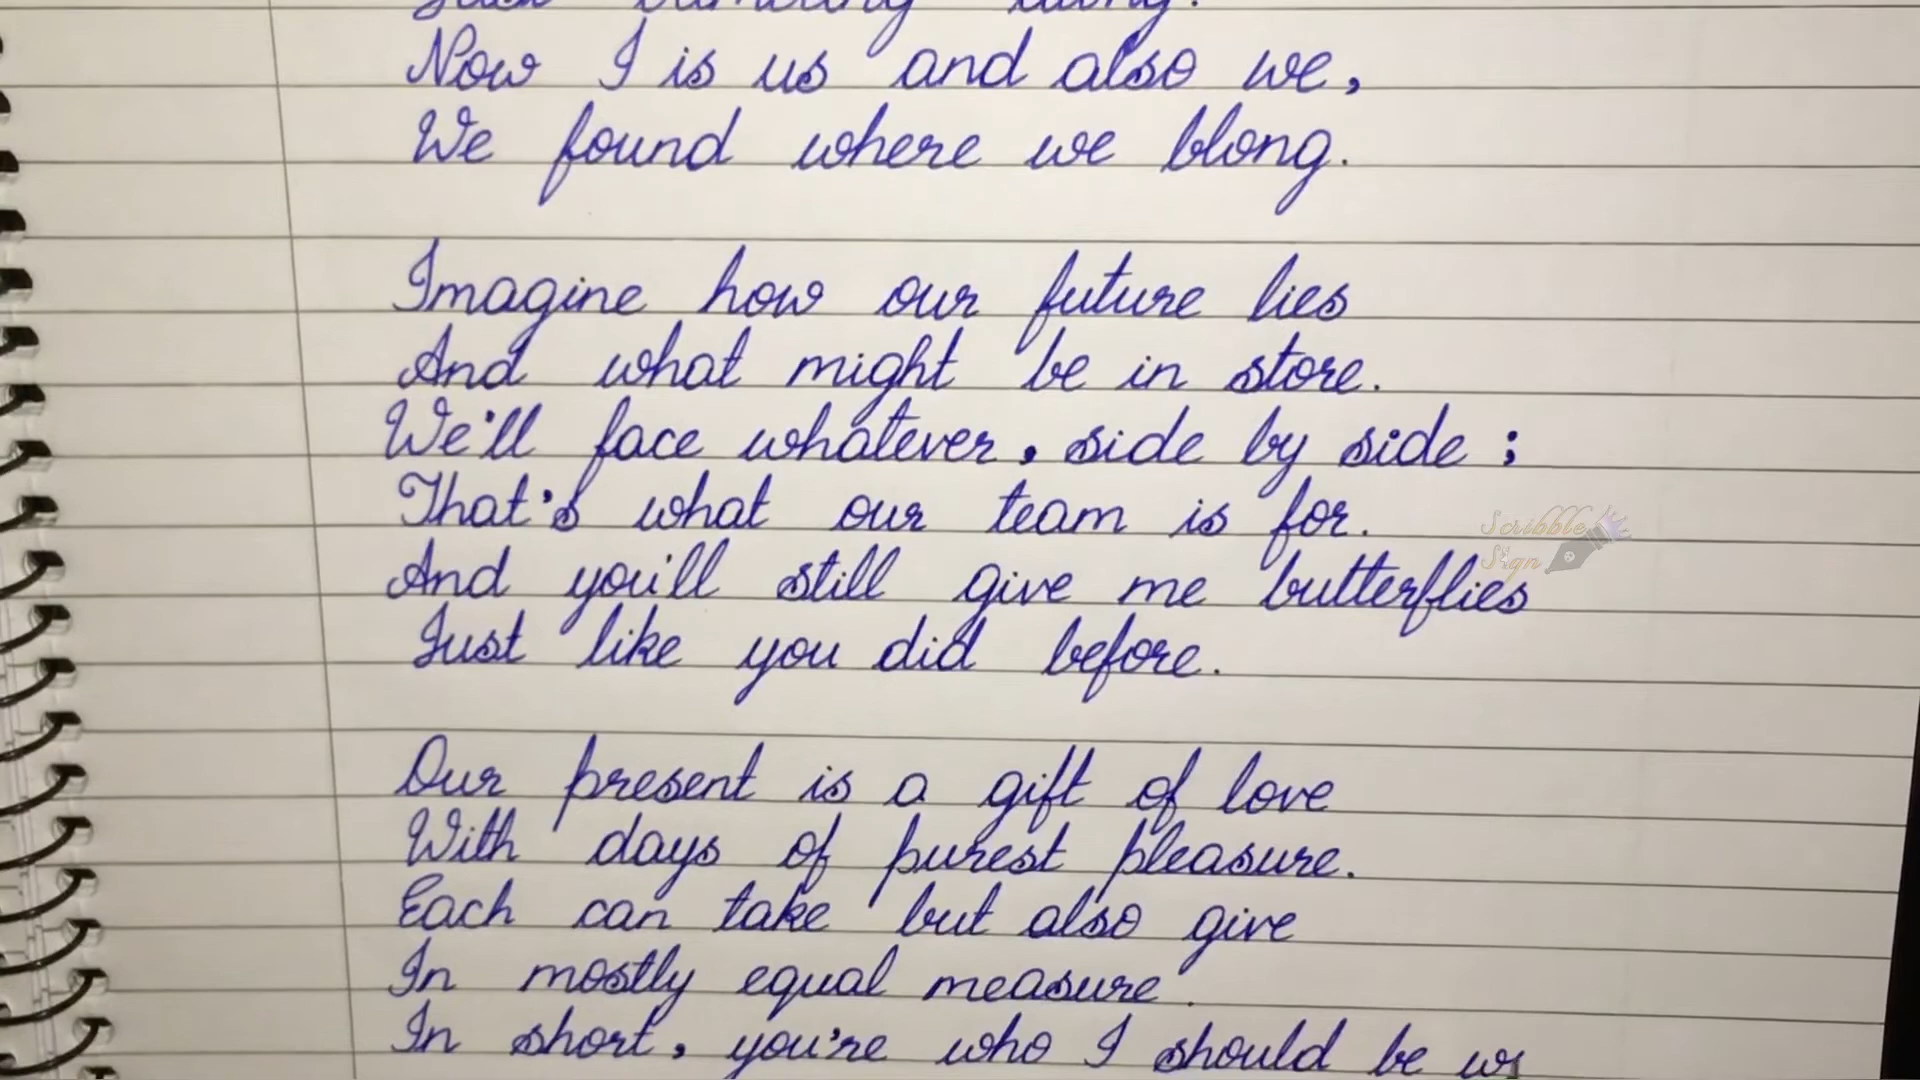 Now I is us and also we,
We found where we blong.
Imagine how our future lies
And what might be in store.
We'll face whatever, side by side ;
That's what our team is for.
And you'll still give me butterflies
Just like you did before.
Scribble
Sign
Our present is a gift of love
With days of purest pleasure.
Each can take but also give
In mostly equal measure.
In short, you're who I should be